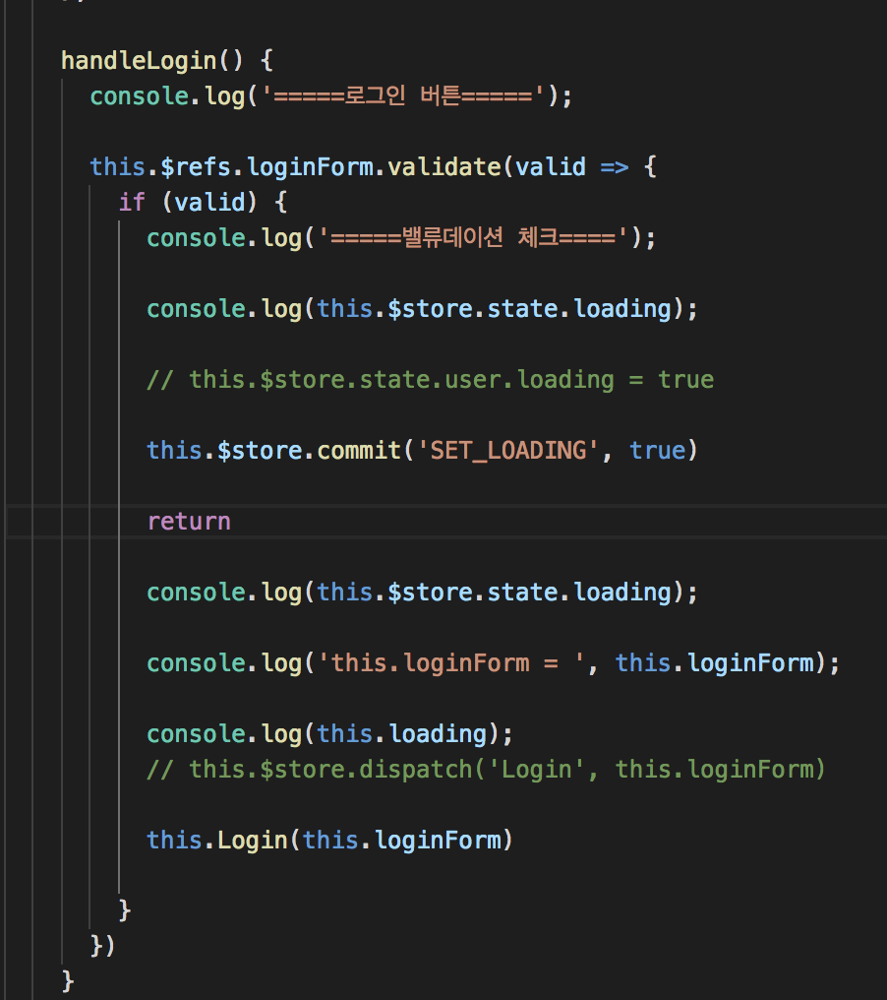 handleLogin() {
console.log('=====로그인 버튼=====');
this.$refs.loginForm.validate(valid => {
if (valid) {
console.log('=====밸류데이션 체크====');
console.log(this.$store.state.loading);
// this.$store.state.user.loading = true
this.$store.commit('SET_LOADING', true)
return
console.log(this.$store.state.loading);
console.log('this.loginForm = ', this.loginForm);
console.log(this.loading);
// this.$store.dispatch('Login', this.loginForm)
this.Login(this.loginForm)
}
})
}